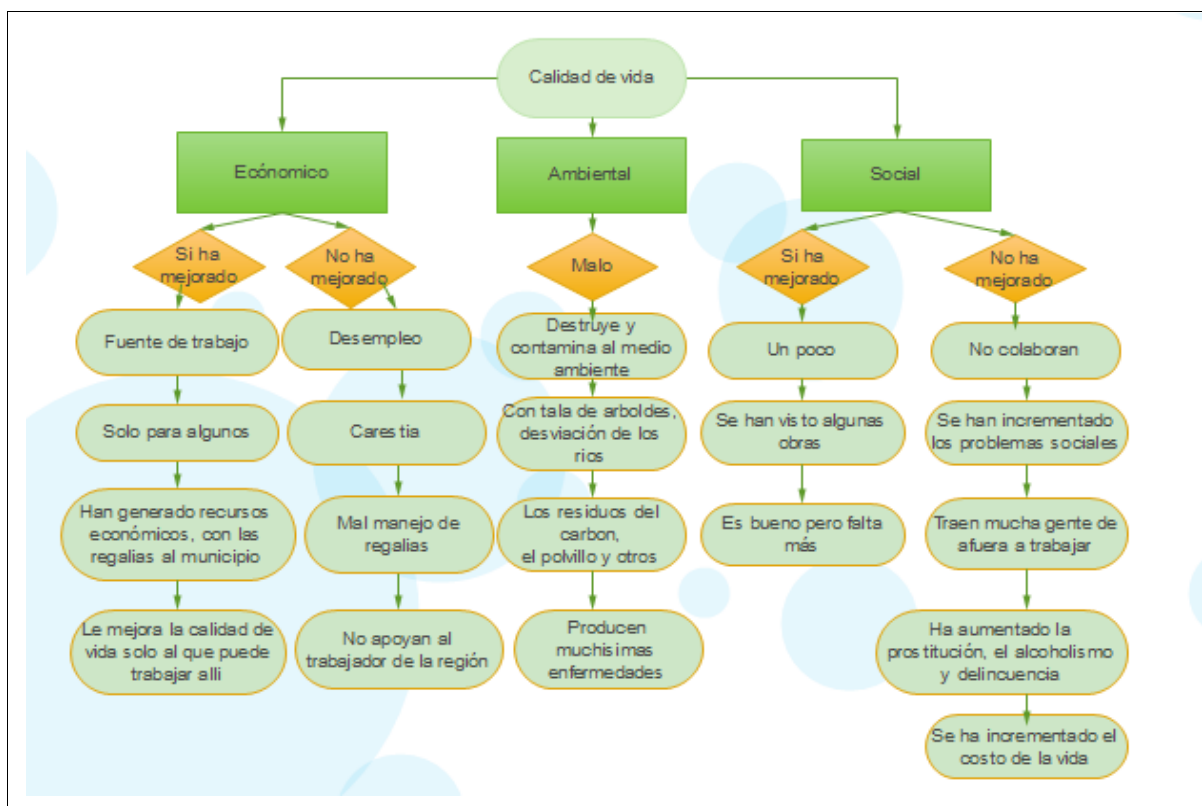 Calidad de vida
Ecónomico
Ambiental
Social
Si ha
mejorado
No ha
mejorado
Malo
Si ha
mejorado
No ha
mejorado
Fuente de trabajo
Desempleo
Destruye y
contamina al medio
ambiente
Un poco
No colaboran
Solo para algunos
Carestia
Con tala de arboldes,
desviación de los
rios
Se han visto algunas
obras
Se han incrementado
los problemas sociales
Han generado recursos
económicos, con las
regalias al municipio
Mal manejo de
regalias
Los residuos del
carbon,
el polvillo y otros
Es bueno pero falta
más
Traen mucha gente de
afuera a trabajar
Le mejora la calidad de
vida solo al que puede
trabajar alli
No apoyan al
trabajador de la región
Producen
muchisimas
enfermedades
Ha aumentado la
prostitución, el alcoholismo
y delincuencia
Se ha incrementado el
costo de la vida